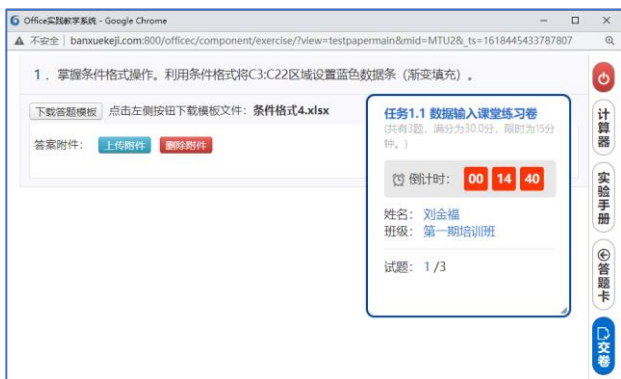 Office实践教学系统 - Google Chrome
不安全 | banxuekeji.com:800/officec/component/exercise/?view=testpapermain&mid=MTU2&_ts=1618445433787807
1．掌握条件格式操作。利用条件格式将C3:C22区域设置蓝色数据条（渐变填充）。
下载答题模板 点击左侧按钮下载模板文件：条件格式4.xlsx
答案附件： 上传附件 删除附件
任务1.1 数据输入课堂练习卷
(共有3题，满分为30.0分，限时为15分
钟。)
倒计时： 00 14 40
姓名： 刘金福
班级： 第一期培训班
试题： 1 /3
计算器
实验手册
答题卡
交卷